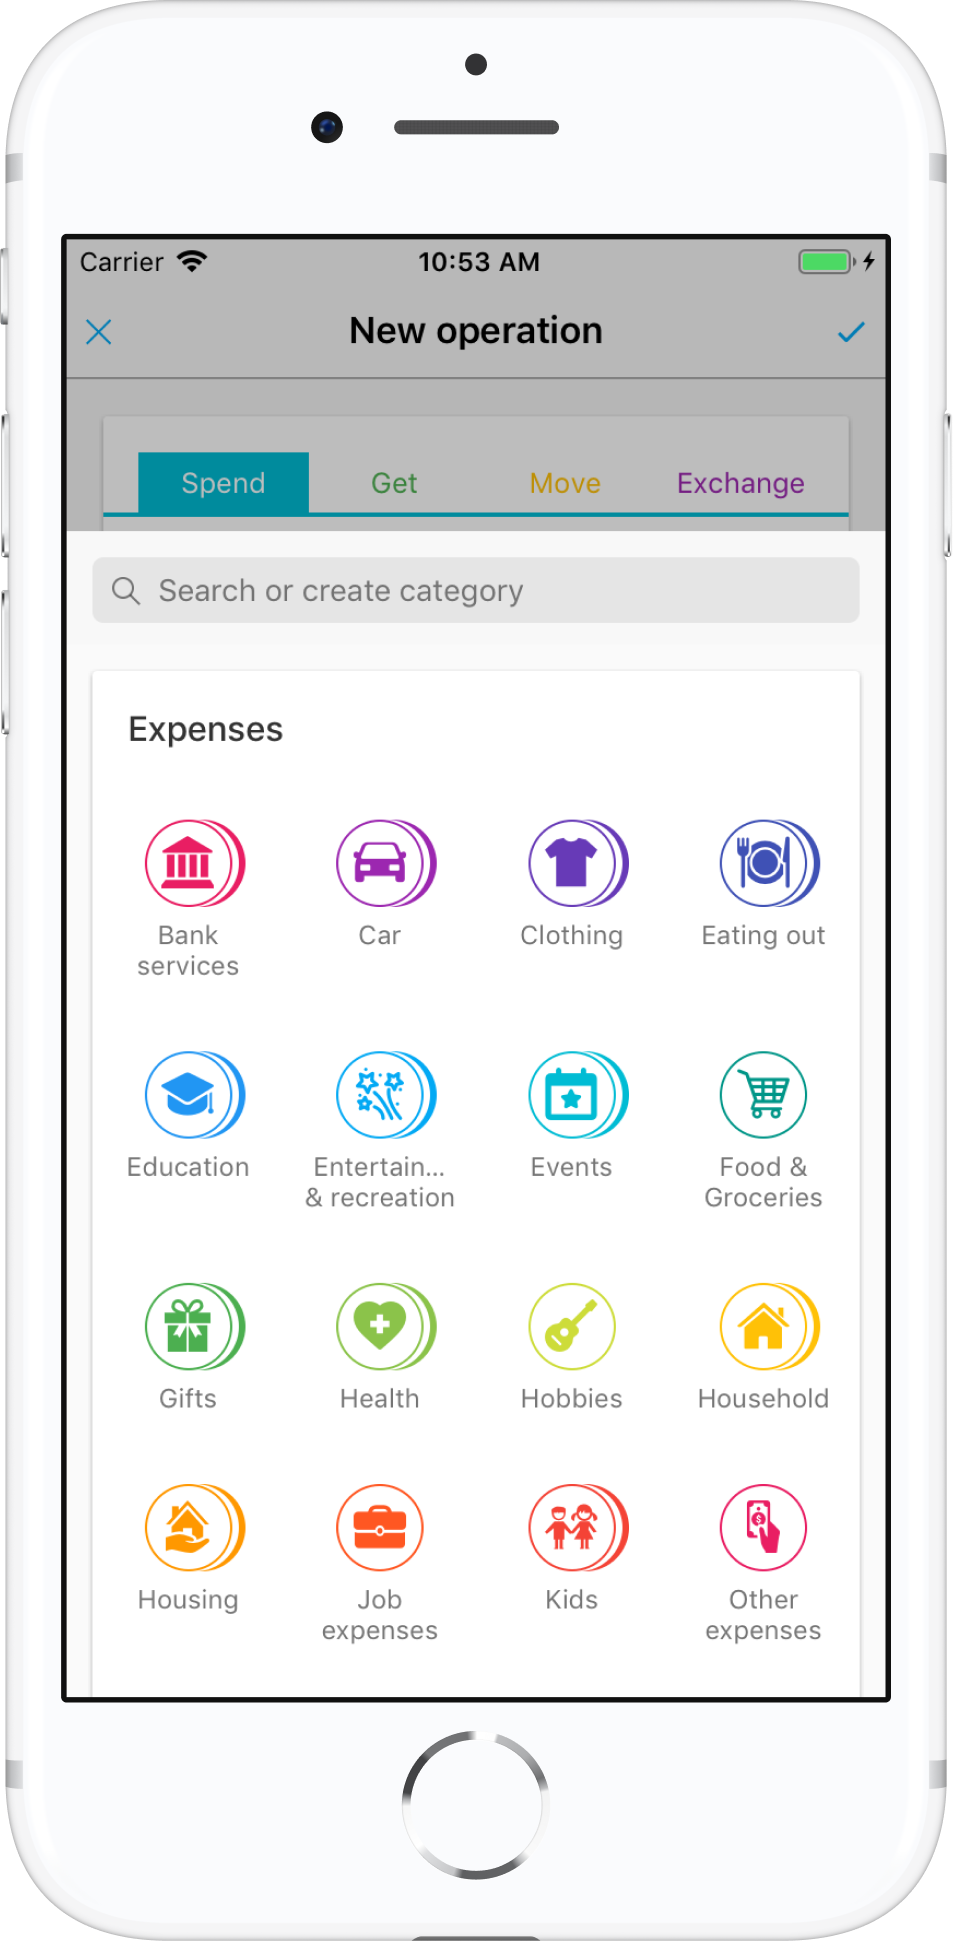 Carrier 10:53 AM
New operation
Spend Get Move Exchange
Search or create category
Expenses
Bank
services
Car
Clothing
Eating out
Education
Entertain...
& recreation
Events
Food &
Groceries
Gifts
Health
Hobbies
Household
Housing
Job
expenses
Kids
Other
expenses